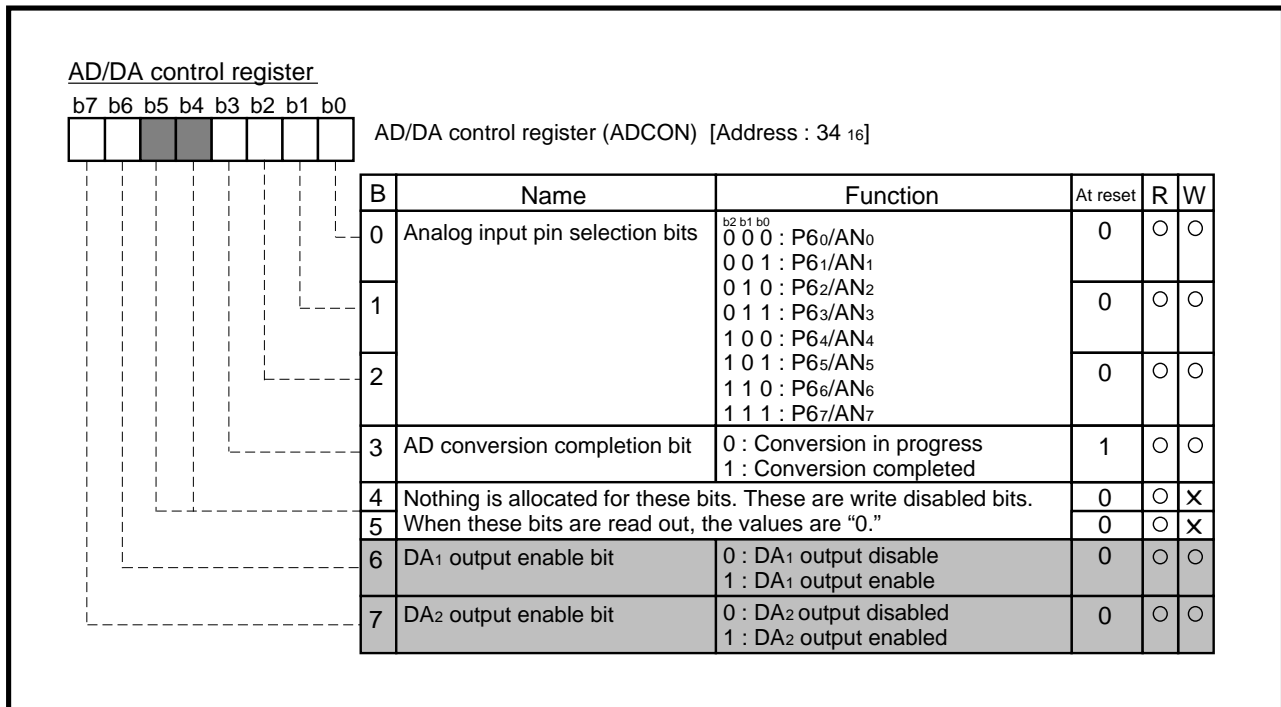 AD/DA control register
b7 b6 b5 b4 b3 b2 b1 b0
AD/DA control register (ADCON) [Address : 34 16]
B Name Function At reset R W
0 Analog input pin selection bits b2 b1 b0 0 ○ ○
0 0 0 : P60/AN0
0 0 1 : P61/AN1
0 1 0 : P62/AN2
1 0 1 1 : P63/AN3 0 ○ ○
1 0 0 : P64/AN4
1 0 1 : P65/AN5
2 1 1 0 : P66/AN6 0 ○ ○
1 1 1 : P67/AN7
3 AD conversion completion bit 0 : Conversion in progress 1 ○ ○
1 : Conversion completed
4 Nothing is allocated for these bits. These are write disabled bits. 0 ○ ×
5 When these bits are read out, the values are “0.” 0 ○ ×
6 DA1 output enable bit 0 : DA1 output disable 0 ○ ○
1 : DA1 output enable
7 DA2 output enable bit 0 : DA2 output disabled 0 ○ ○
1 : DA2 output enabled